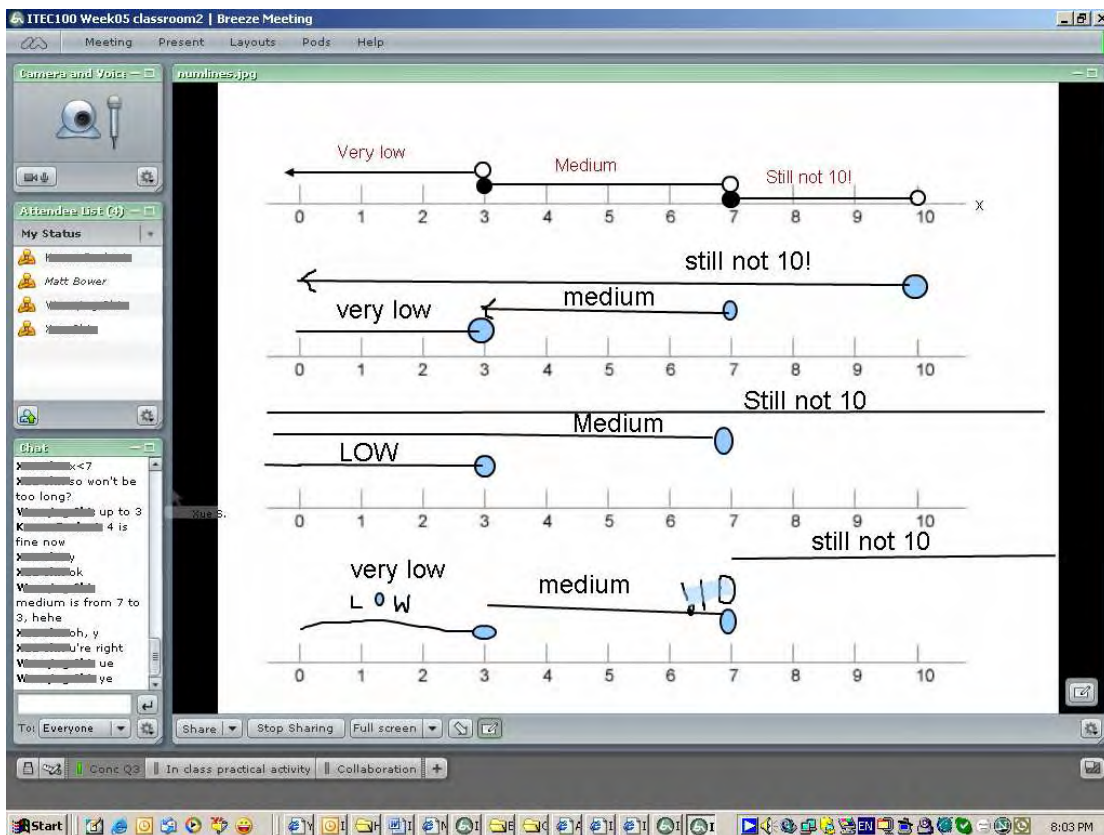 ITEC100 Week05 classroom2 | Breeze Meeting
Meeting Present Layouts Pods Help
Camera and Voice
numlines.jpg
Very low
Medium
Still not 10!
0 1 2 3 4 5 6 7 8 9 10 X
Attendee List (4)
My Status
Matt Bower
still not 10!
medium
very low
0 1 2 3 4 5 6 7 8 9 10
Still not 10
Medium
LOW
0 1 2 3 4 5 6 7 8 9 10
Chat
x<7
so won't be
too long?
up to 3
4 is
fine now
y
ok
medium is from 7 to
3, hehe
oh, y
u're right
ue
ye
Xue S.
still not 10
medium
very low
LOW
0 1 2 3 4 5 6 7 8 9 10
To: Everyone
Share Stop Sharing Full screen
Conc Q3 In class practical activity Collaboration +
Start
EN
8:03 PM